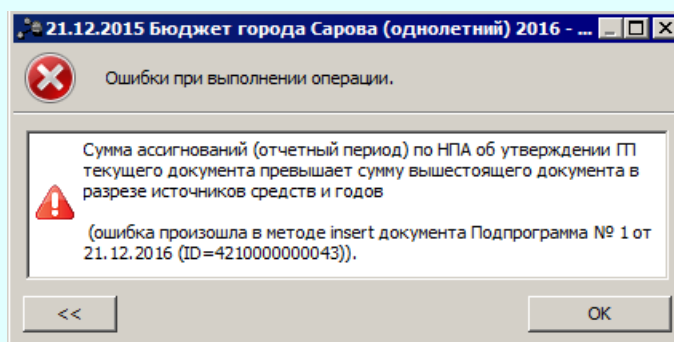 21.12.2015 Бюджет города Сарова (однолетний) 2016 - ...
Ошибки при выполнении операции.
Сумма ассигнований (отчетный период) по НПА об утверждении ГП
текущего документа превышает сумму вышестоящего документа в
разрезе источников средств и годов
(ошибка произошла в методе insert документа Подпрограмма № 1 от
21.12.2016 (ID=4210000000043)).
<< OK